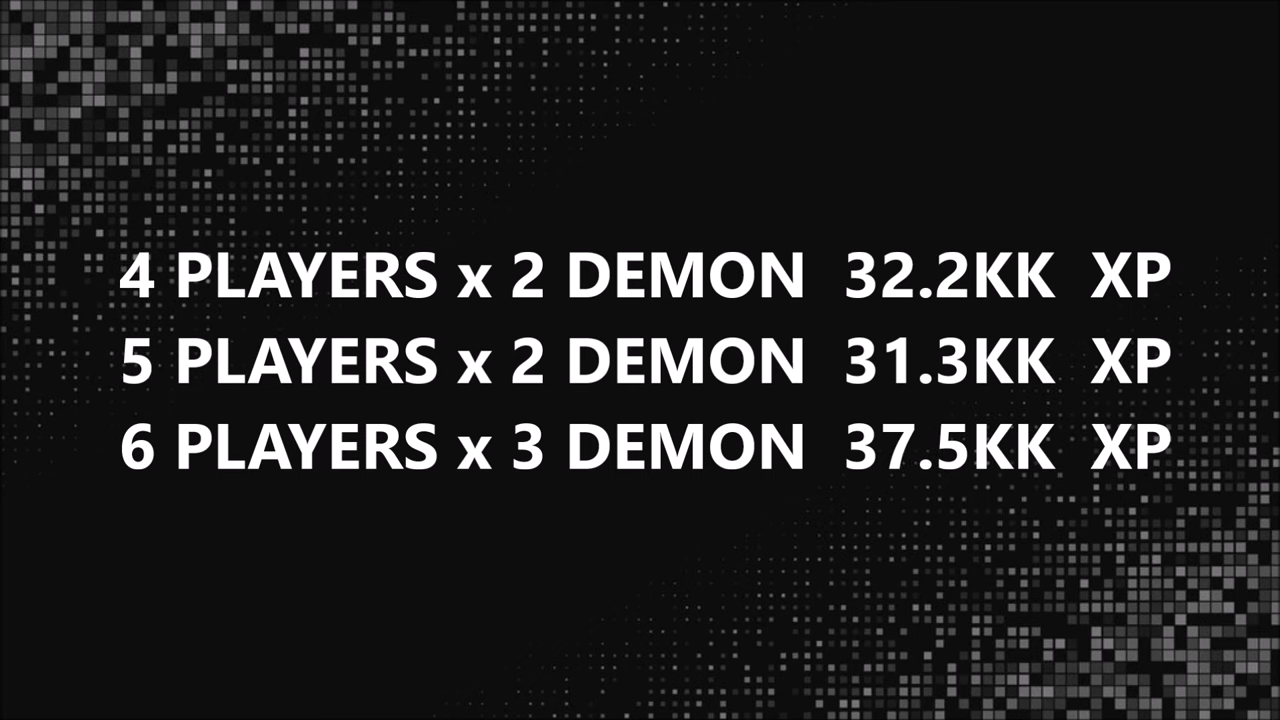 4 PLAYERS x 2 DEMON 32.2KK XP
5 PLAYERS x 2 DEMON 31.3KK XP
6 PLAYERS x 3 DEMON 37.5KK XP